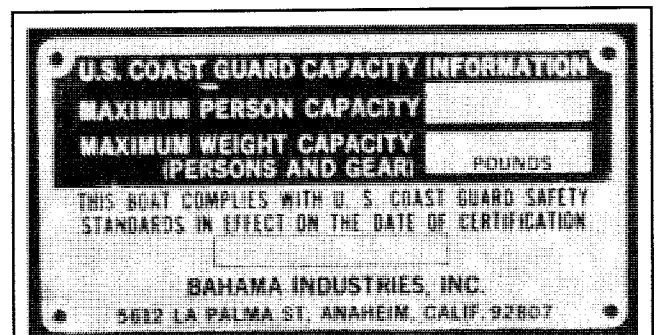 U.S. COAST GUARD CAPACITY INFORMATION
MAXIMUM PERSON CAPACITY
MAXIMUM WEIGHT CAPACITY
(PERSONS AND GEAR)
POUNDS
THIS BOAT COMPLIES WITH U. S. COAST GUARD SAFETY
STANDARDS IN EFFECT ON THE DATE OF CERTIFICATION
BAHAMA INDUSTRIES, INC.
5612 LA PALMA ST, ANAHEIM, CALIF. 92807